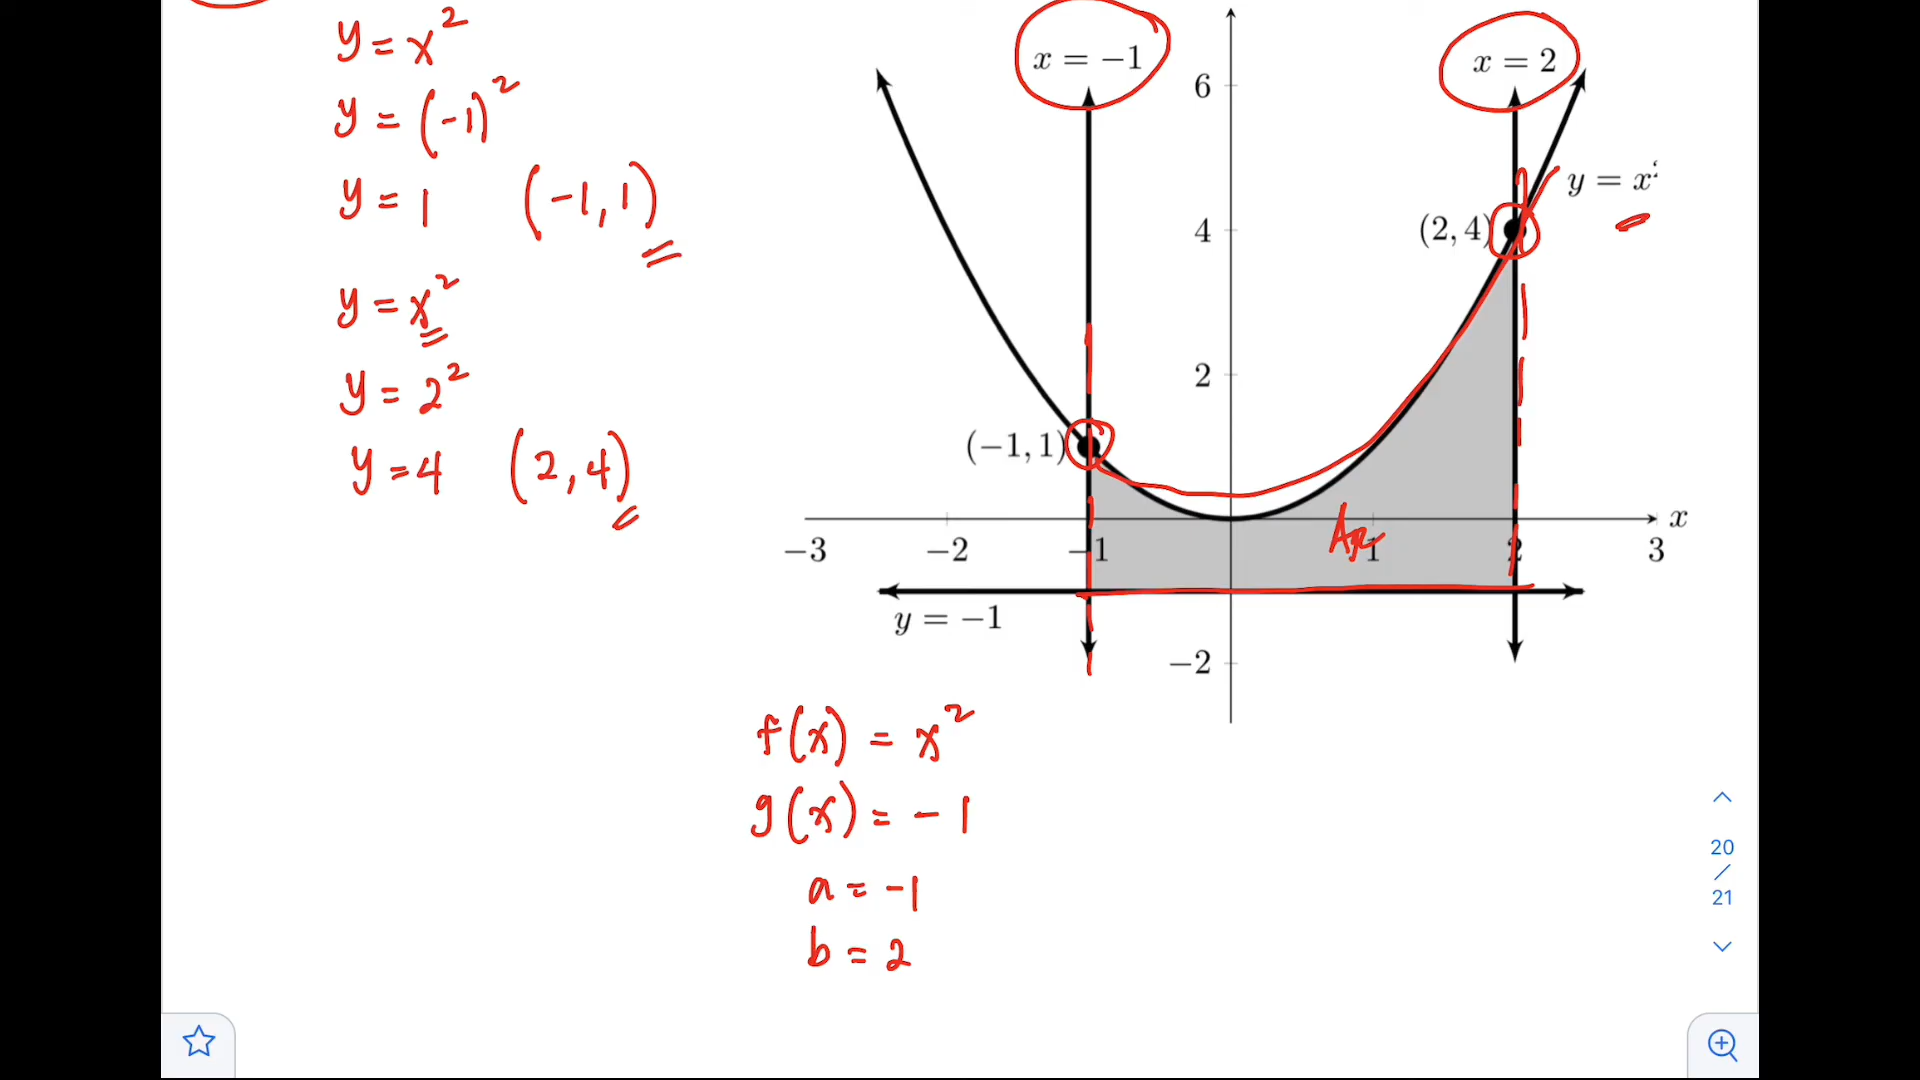 y = x²
y = (-1)²
y = 1 (-1, 1)
y = x²
y = 2²
y = 4 (2, 4)
x = −1
x = 2
6
y = x²
(2, 4)
4
2
(−1, 1)
x
−3 −2 −1 1 2 3
y = −1
−2
f(x) = x²
g(x) = -1
a = -1
b = 2
20
/
21